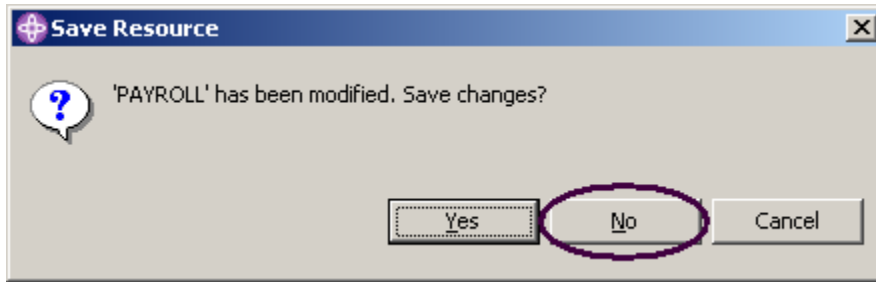 Save Resource
'PAYROLL' has been modified. Save changes?
Yes No Cancel